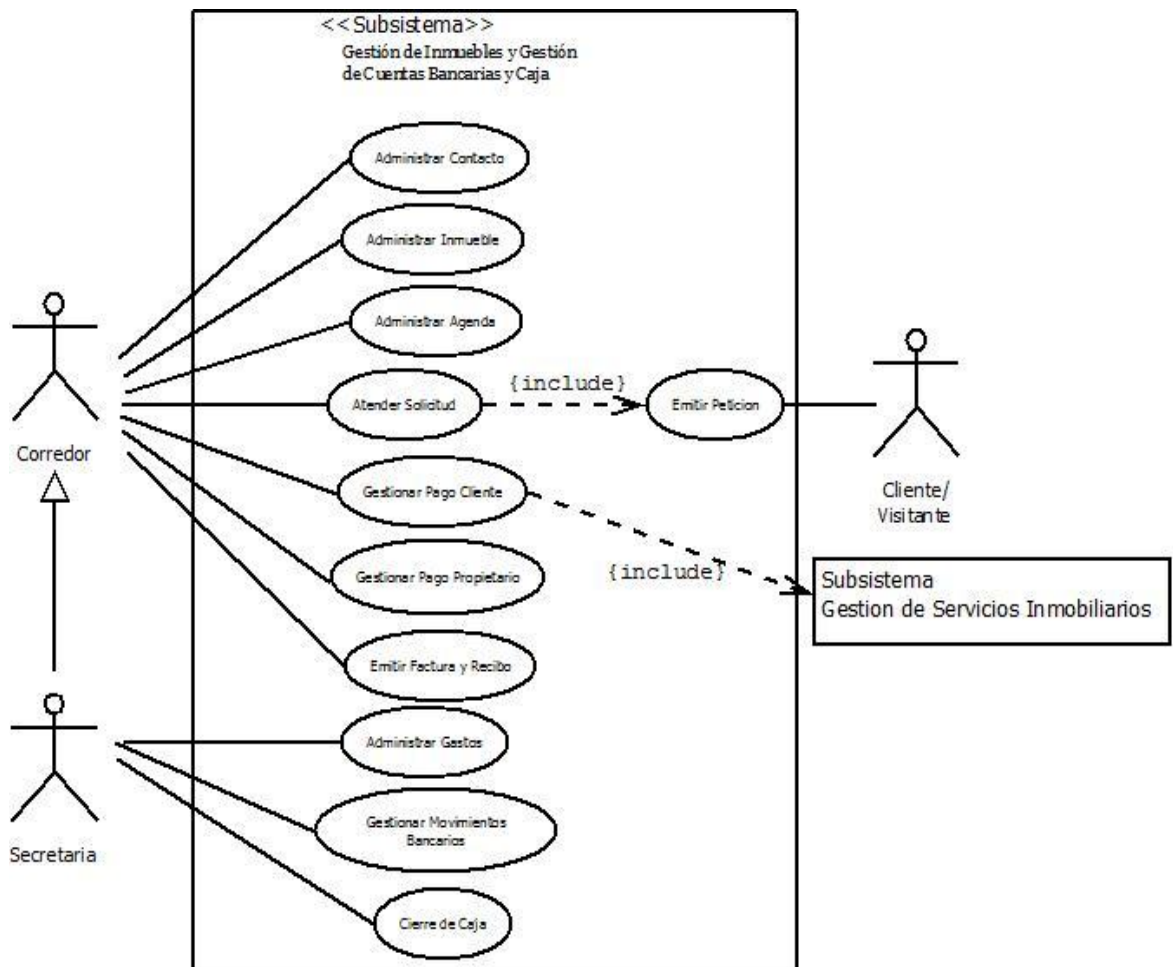 <<Subsistema>>
Gestión de Inmuebles y Gestión
de Cuentas Bancarias y Caja
Administrar Contacto
Administrar Inmueble
Administrar Agenda
Atender Solicitud
{include}
Emitir Peticion
Corredor
Cliente/
Visitante
Gestionar Pago Cliente
{include}
Subsistema
Gestion de Servicios Inmobiliarios
Gestionar Pago Propietario
Emitir Factura y Recibo
Administrar Gastos
Gestionar Movimientos
Bancarios
Secretaria
Cierre de Caja